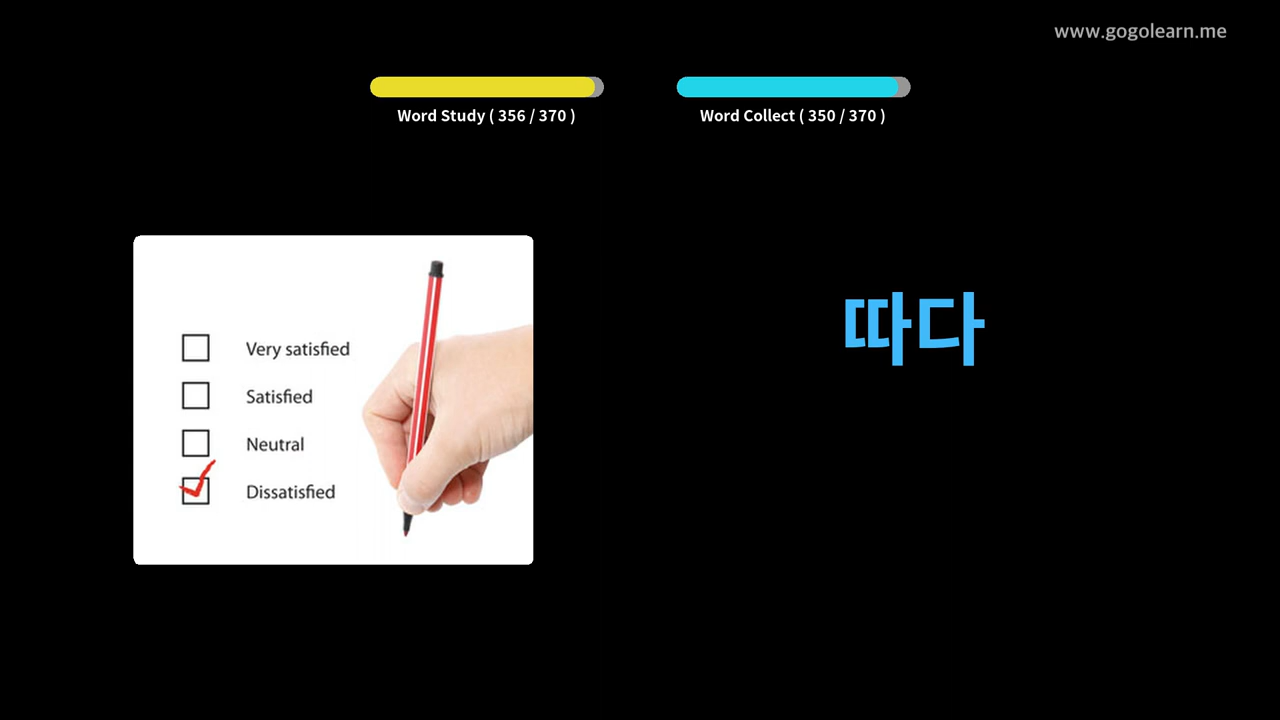 www.gogolearn.me
Word Study ( 356 / 370 )
Word Collect ( 350 / 370 )
Very satisfied
Satisfied
Neutral
Dissatisfied
따다